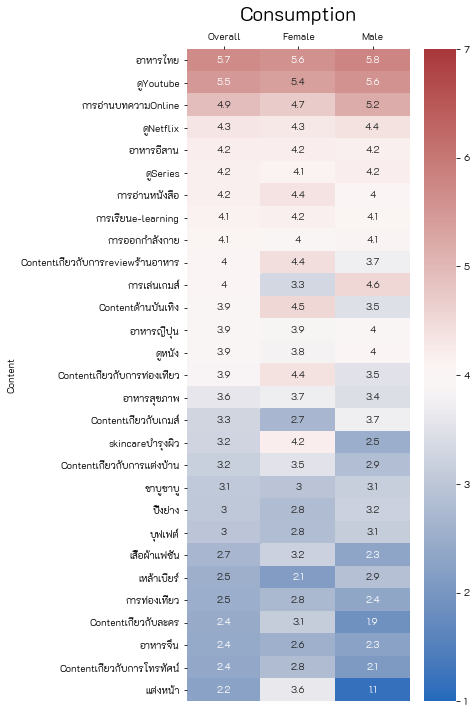 Consumption
Overall Female Male
อาหารไทย 5.7 5.6 5.8
ดูYoutube 5.5 5.4 5.6
การอ่านบทความOnline 4.9 4.7 5.2
ดูNetflix 4.3 4.3 4.4
อาหารอีสาน 4.2 4.2 4.2
ดูSeries 4.2 4.1 4.2
การอ่านหนังสือ 4.2 4.4 4
การเรียนe-learning 4.1 4.2 4.1
การออกกำลังกาย 4.1 4 4.1
Contentเกี่ยวกับการreviewร้านอาหาร 4 4.4 3.7
การเล่นเกมส์ 4 3.3 4.6
Contentด้านบันเทิง 3.9 4.5 3.5
อาหารญี่ปุ่น 3.9 3.9 4
ดูหนัง 3.9 3.8 4
Contentเกี่ยวกับการท่องเที่ยว 3.9 4.4 3.5
อาหารสุขภาพ 3.6 3.7 3.4
Contentเกี่ยวกับเกมส์ 3.3 2.7 3.7
skincareบำรุงผิว 3.2 4.2 2.5
Contentเกี่ยวกับการแต่งบ้าน 3.2 3.5 2.9
ชาบูชาบู 3.1 3 3.1
ปิ้งย่าง 3 2.8 3.2
บุฟเฟต์ 3 2.8 3.1
เสื้อผ้าแฟชั่น 2.7 3.2 2.3
เหล้าเบียร์ 2.5 2.1 2.9
การท่องเที่ยว 2.5 2.8 2.4
Contentเกี่ยวกับละคร 2.4 3.1 1.9
อาหารจีน 2.4 2.6 2.3
Contentเกี่ยวกับการโทรทัศน์ 2.4 2.8 2.1
แต่งหน้า 2.2 3.6 1.1
Content
7
6
5
4
3
2
1